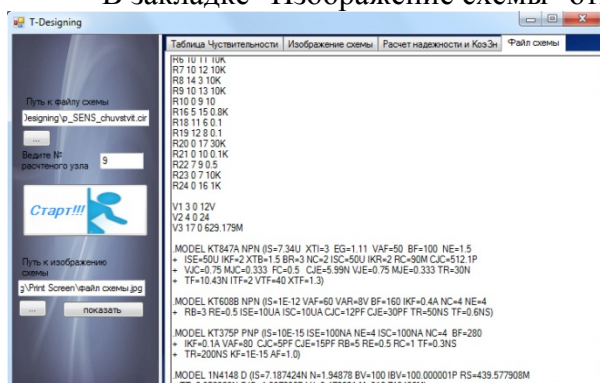 В закладке "Изображение схемы" от
T-Designing
Таблица Чуствительности Изображение схемы Расчет надежности и КоэЗн Файл схемы
Путь к файлу схемы
)esigning\p_SENS_chuvstvit.cir
...
Ведите №
расчтеного узла
9
Старт!!!
Путь к изображению
схемы
з\Print Screen\файл схемы.jpg
...
показать
R6 10 11 10K
R7 10 12 10K
R8 14 3 10K
R9 10 13 10K
R10 0 9 10
R16 5 15 0.8K
R18 11 6 0.1
R19 12 8 0.1
R20 0 17 30K
R21 0 10 0.1K
R22 7 9 0.5
R23 0 7 10K
R24 0 16 1K
V1 3 0 12V
V2 4 0 24
V3 17 0 629.179M
.MODEL KT847A NPN (IS=7.34U XTI=3 EG=1.11 VAF=50 BF=100 NE=1.5
+ ISE=50U IKF=2 XTB=1.5 BR=3 NC=2 ISC=50U IKR=2 RC=90M CJC=512.1P
+ VJC=0.75 MJC=0.333 FC=0.5 CJE=5.99N VJE=0.75 MJE=0.333 TR=30N
+ TF=10.43N ITF=2 VTF=40 XTF=1.3)
.MODEL KT608B NPN (IS=1E-12 VAF=60 VAR=8V BF=160 IKF=0.4A NC=4 NE=4
+ RB=3 RE=0.5 ISE=10UA ISC=10UA CJC=12PF CJE=30PF TR=50NS TF=0.6NS)
.MODEL KT375P PNP (IS=10E-15 ISE=100NA NE=4 ISC=100NA NC=4 BF=280
+ IKF=0.1A VAF=80 CJC=5PF CJE=15PF RB=5 RE=0.5 RC=1 TF=0.3NS
+ TR=200NS KF=1E-15 AF=1.0)
.MODEL 1N4148 D (IS=7.187424N N=1.94878 BV=100 IBV=100.000001P RS=439.577908M